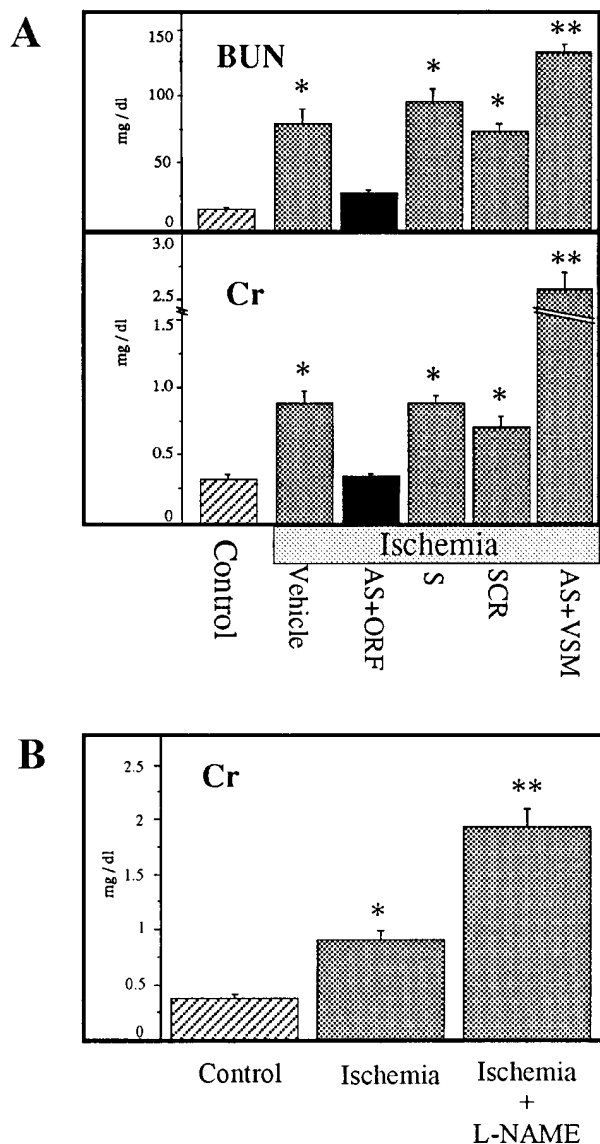 A
BUN
mg / dl
150
100
50
0
*
*
*
**
Cr
mg / dl
3.0
2.5
1.5
1.0
0.5
0
*
*
*
**
Ischemia
Control
Vehicle
AS+ORF
S
SCR
AS+VSM
B
Cr
mg / dl
2.5
2
1
0.5
0
*
**
Control
Ischemia
Ischemia
+
L-NAME